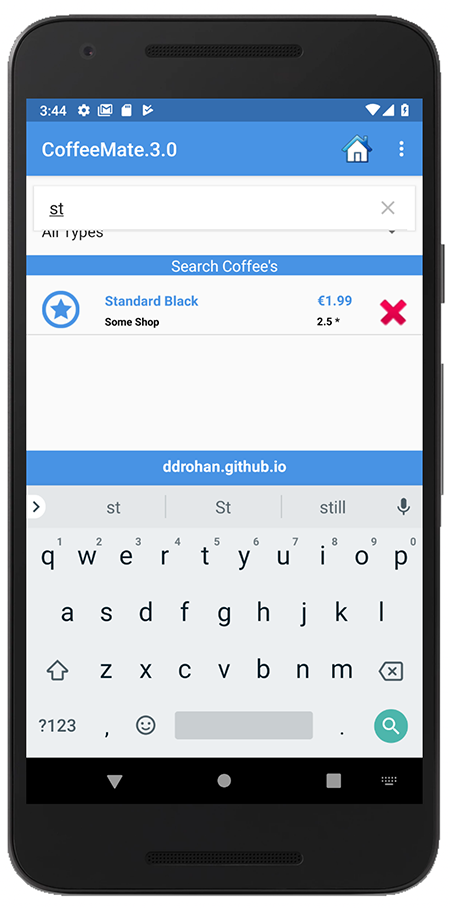 3:44
CoffeeMate.3.0
st
All Types
Search Coffee's
Standard Black €1.99
Some Shop 2.5 *
ddrohan.github.io
st St still
1 2 3 4 5 6 7 8 9 0
q w e r t y u i o p
a s d f g h j k l
z x c v b n m
?123 , .